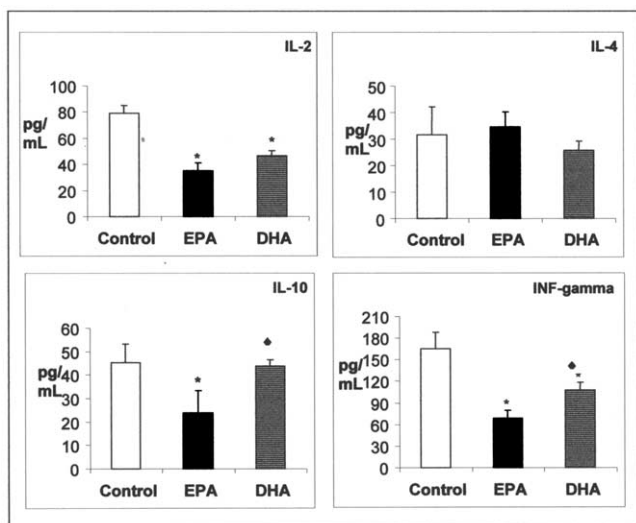 IL-2
100
80
pg/
mL
60
40
20
0
*
*
Control EPA DHA
IL-4
50
40
pg/
mL
30
20
10
0
Control EPA DHA
IL-10
60
50
40
pg/
mL
30
20
10
0
*
♠
Control EPA DHA
INF-gamma
210
180
150
pg/
mL
120
90
60
30
0
*
♠
*
Control EPA DHA